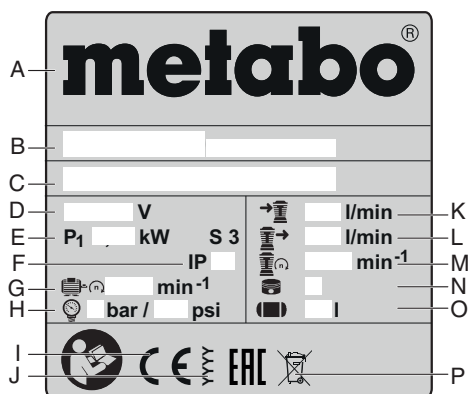 metabo®
A
B
C
D V
E P1 , kW S 3
F IP
G n min-1
H bar / psi
I
J CE YYYY EAC
K l/min
L l/min
M n min-1
N
O l
P